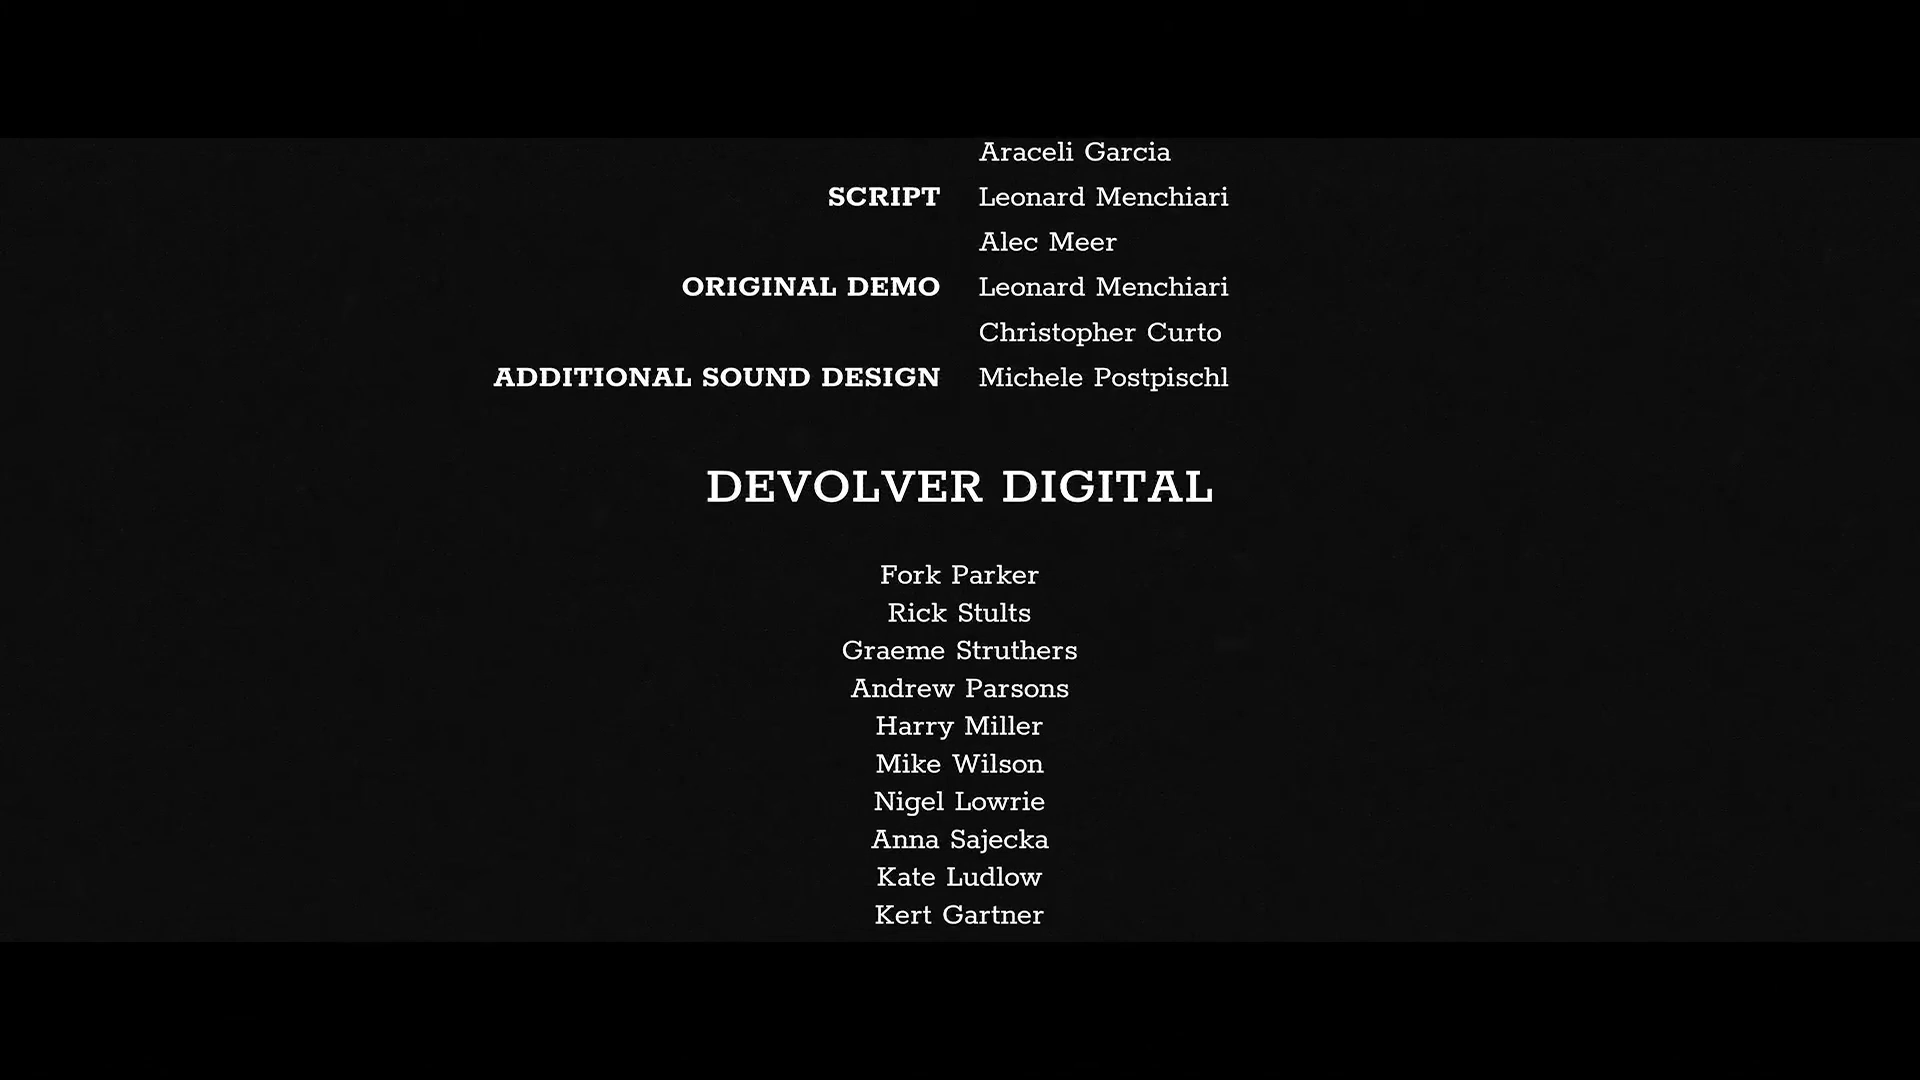 Araceli Garcia
SCRIPT Leonard Menchiari
Alec Meer
ORIGINAL DEMO Leonard Menchiari
Christopher Curto
ADDITIONAL SOUND DESIGN Michele Postpischl
DEVOLVER DIGITAL
Fork Parker
Rick Stults
Graeme Struthers
Andrew Parsons
Harry Miller
Mike Wilson
Nigel Lowrie
Anna Sajecka
Kate Ludlow
Kert Gartner